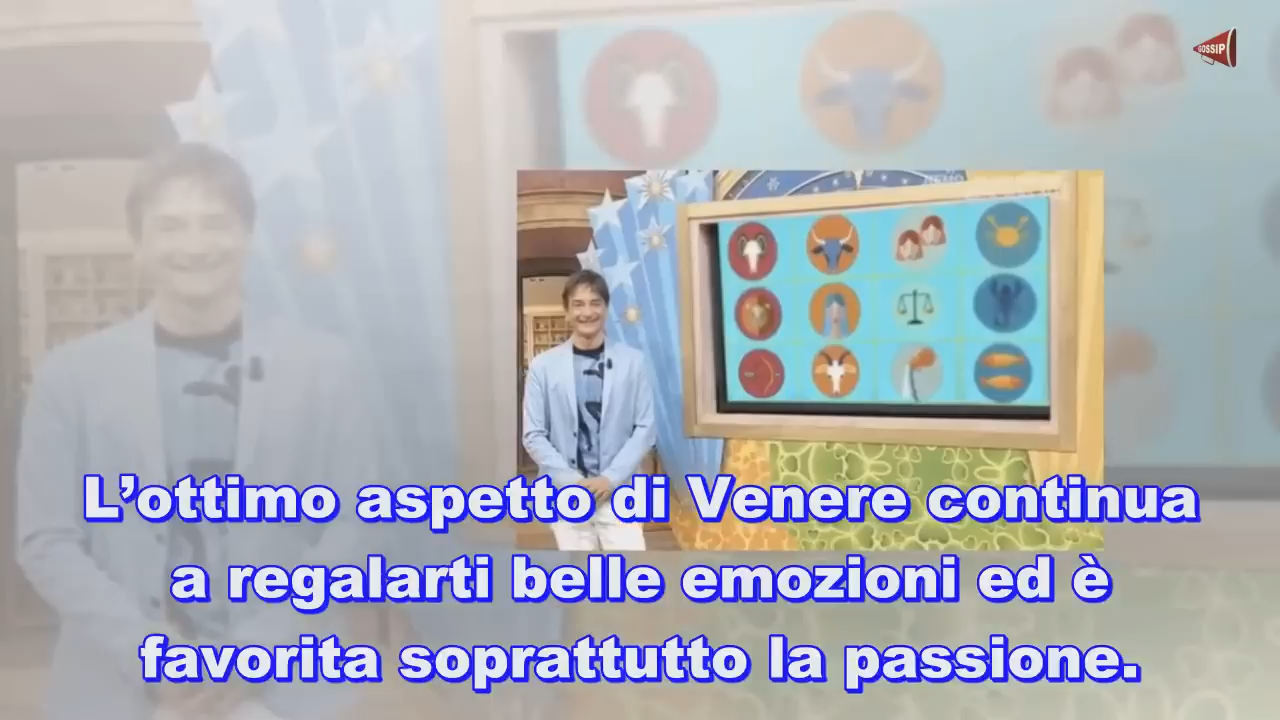 GOSSIP
L’ottimo aspetto di Venere continua
a regalarti belle emozioni ed è
favorita soprattutto la passione.